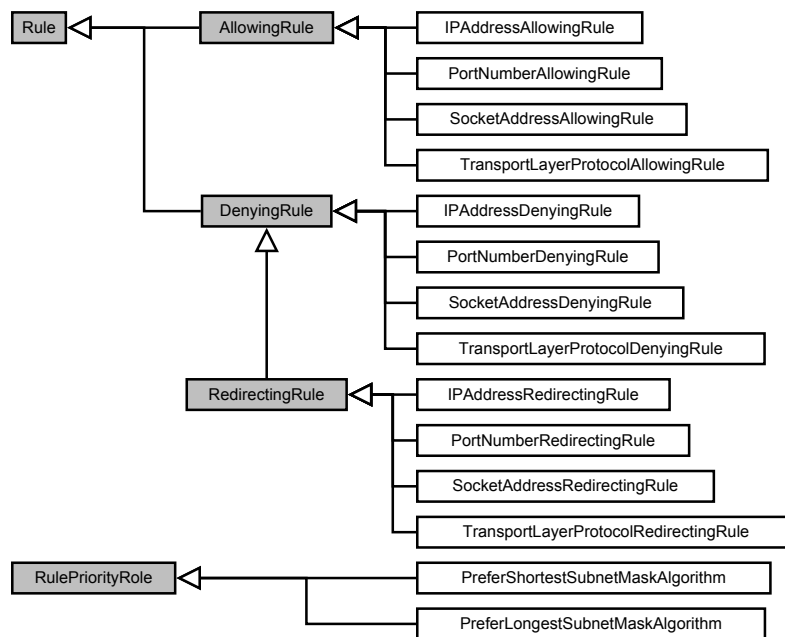 Rule
AllowingRule
IPAddressAllowingRule
PortNumberAllowingRule
SocketAddressAllowingRule
TransportLayerProtocolAllowingRule
DenyingRule
IPAddressDenyingRule
PortNumberDenyingRule
SocketAddressDenyingRule
TransportLayerProtocolDenyingRule
RedirectingRule
IPAddressRedirectingRule
PortNumberRedirectingRule
SocketAddressRedirectingRule
TransportLayerProtocolRedirectingRule
RulePriorityRole
PreferShortestSubnetMaskAlgorithm
PreferLongestSubnetMaskAlgorithm